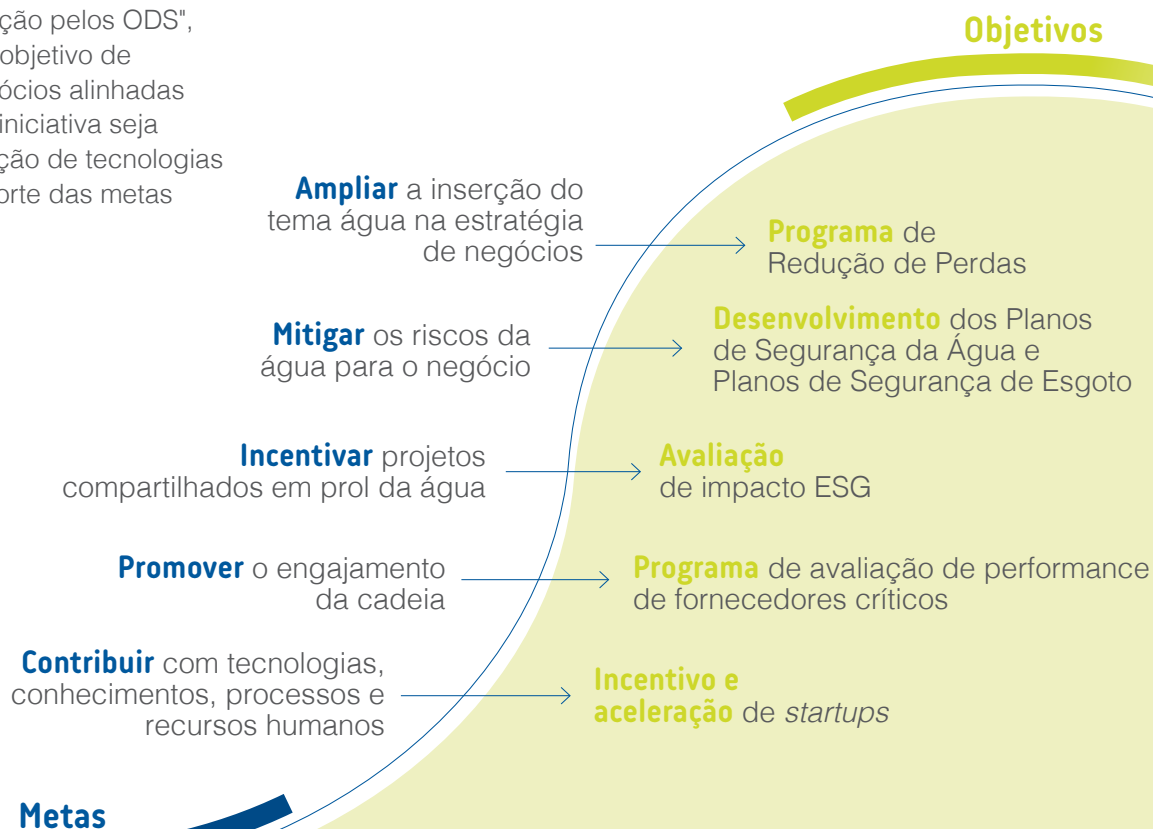 ção pelos ODS",
objetivo de
ócios alinhadas
iniciativa seja
ção de tecnologias
orte das metas
Objetivos
Ampliar a inserção do
tema água na estratégia
de negócios
Programa de
Redução de Perdas
Mitigar os riscos da
água para o negócio
Desenvolvimento dos Planos
de Segurança da Água e
Planos de Segurança de Esgoto
Incentivar projetos
compartilhados em prol da água
Avaliação
de impacto ESG
Promover o engajamento
da cadeia
Programa de avaliação de performance
de fornecedores críticos
Contribuir com tecnologias,
conhecimentos, processos e
recursos humanos
Incentivo e
aceleração de startups
Metas